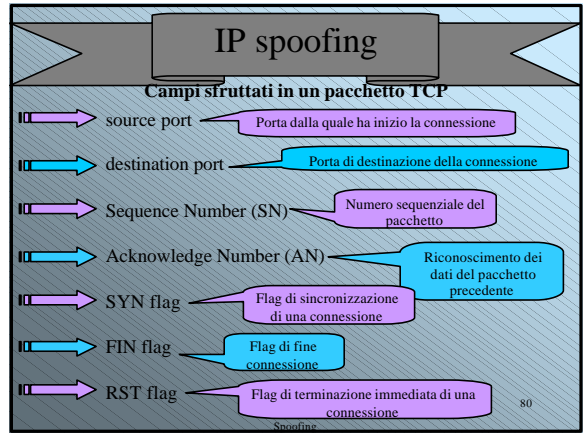 IP spoofing
Campi sfruttati in un pacchetto TCP
source port
Porta dalla quale ha inizio la connessione
destination port
Porta di destinazione della connessione
Sequence Number (SN)
Numero sequenziale del
pacchetto
Acknowledge Number (AN)
Riconoscimento dei
dati del pacchetto
precedente
SYN flag
Flag di sincronizzazione
di una connessione
FIN flag
Flag di fine
connessione
RST flag
Flag di terminazione immediata di una
connessione
80
Spoofing